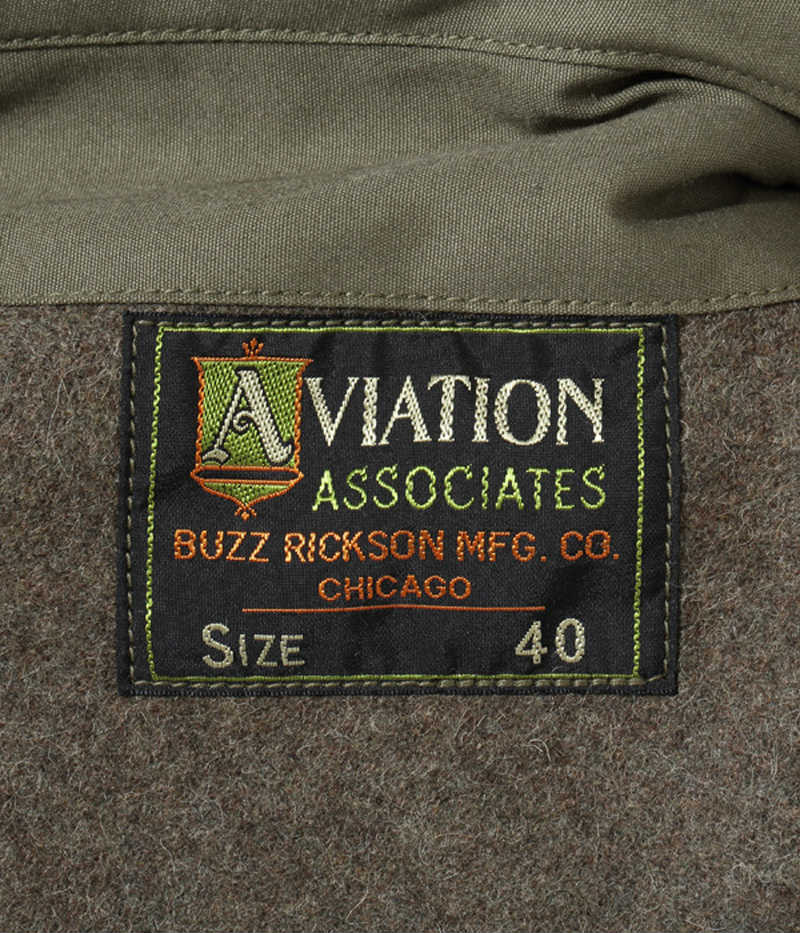 AVIATION
ASSOCIATES
BUZZ RICKSON MFG. CO.
CHICAGO
SIZE 40